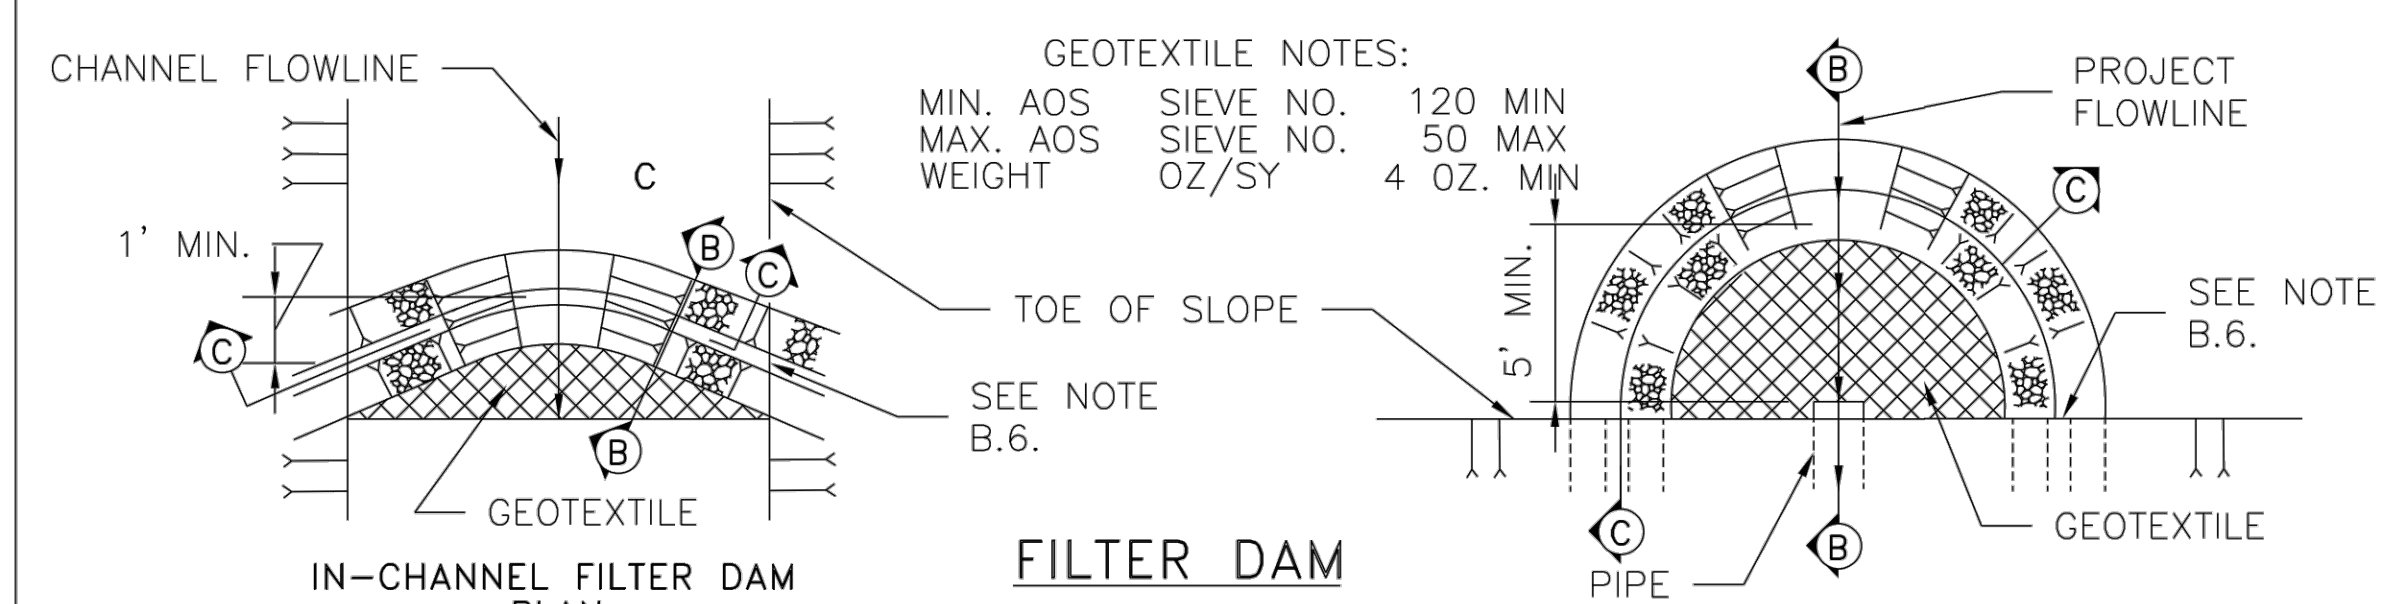 CHANNEL FLOWLINE
GEOTEXTILE NOTES:
MIN. AOS SIEVE NO. 120 MIN
MAX. AOS SIEVE NO. 50 MAX
WEIGHT OZ/SY 4 OZ. MIN
C
1' MIN.
B
C
C
B
TOE OF SLOPE
SEE NOTE
B.6.
GEOTEXTILE
IN-CHANNEL FILTER DAM
PLAN
FILTER DAM
B
PROJECT
FLOWLINE
C
5' MIN.
SEE NOTE
B.6.
C
B
GEOTEXTILE
PIPE